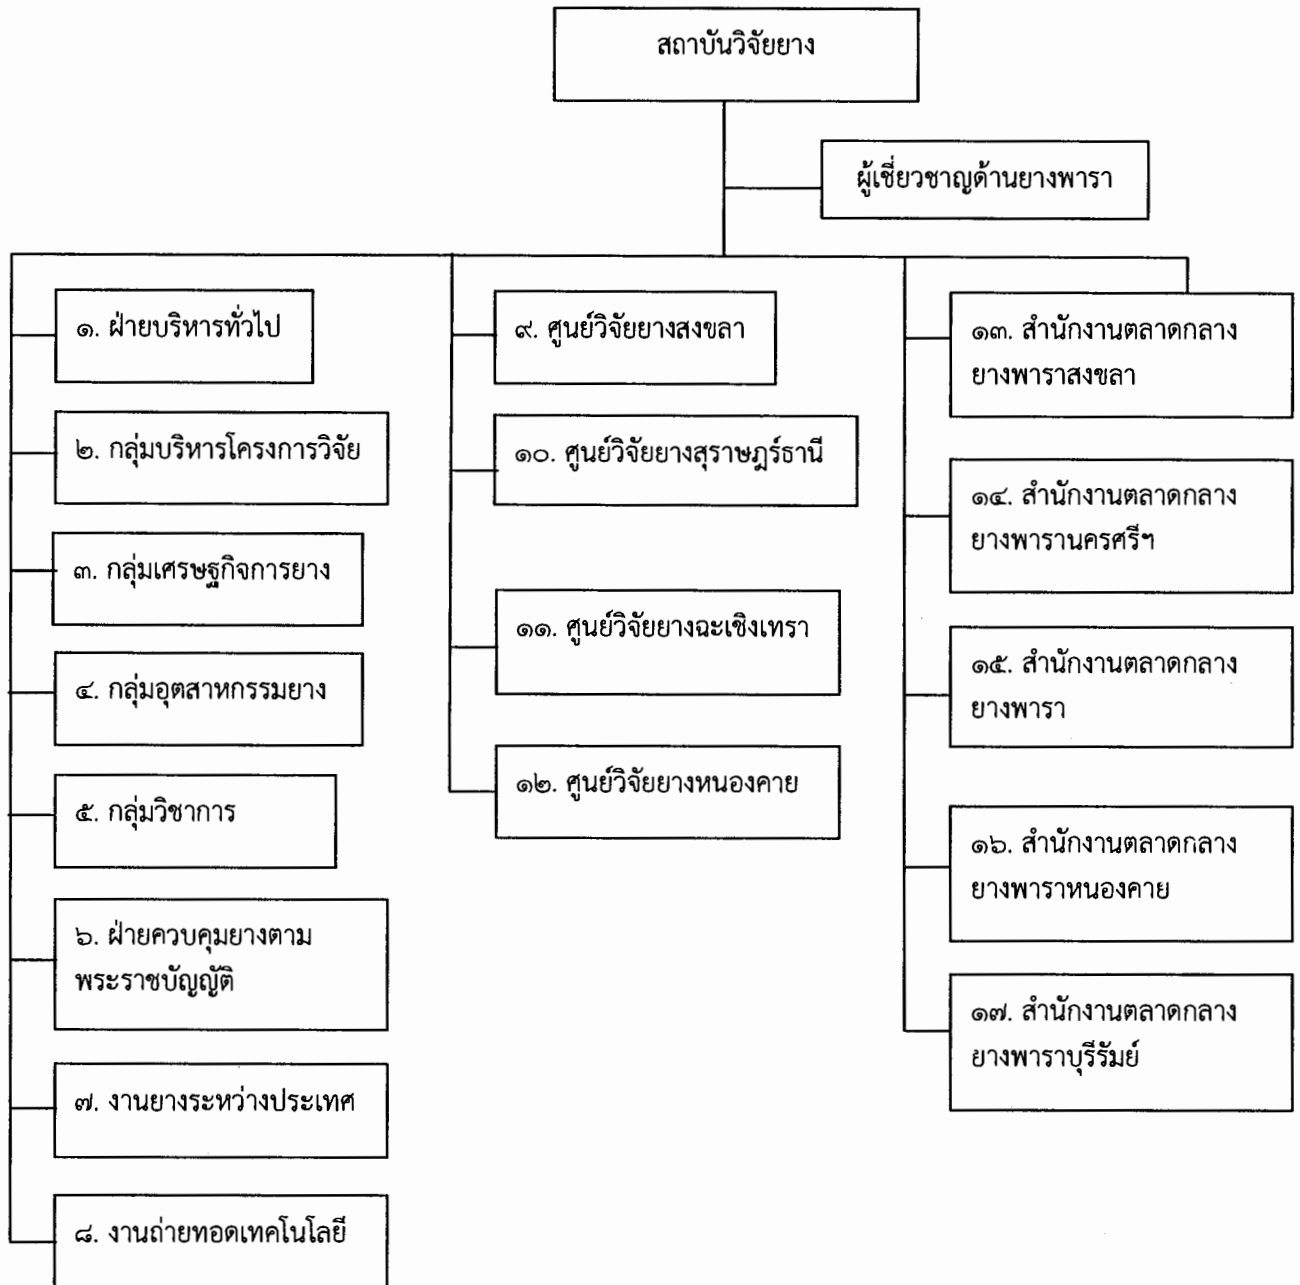 สถาบันวิจัยยาง
ผู้เชี่ยวชาญด้านยางพารา
๑. ฝ่ายบริหารทั่วไป
๒. กลุ่มบริหารโครงการวิจัย
๓. กลุ่มเศรษฐกิจการยาง
๔. กลุ่มอุตสาหกรรมยาง
๕. กลุ่มวิชาการ
๖. ฝ่ายควบคุมยางตาม
พระราชบัญญัติ
๗. งานยางระหว่างประเทศ
๘. งานถ่ายทอดเทคโนโลยี
๙. ศูนย์วิจัยยางสงขลา
๑๐. ศูนย์วิจัยยางสุราษฎร์ธานี
๑๑. ศูนย์วิจัยยางฉะเชิงเทรา
๑๒. ศูนย์วิจัยยางหนองคาย
๑๓. สำนักงานตลาดกลาง
ยางพาราสงขลา
๑๔. สำนักงานตลาดกลาง
ยางพารานครศรีฯ
๑๕. สำนักงานตลาดกลาง
ยางพารา
๑๖. สำนักงานตลาดกลาง
ยางพาราหนองคาย
๑๗. สำนักงานตลาดกลาง
ยางพาราบุรีรัมย์